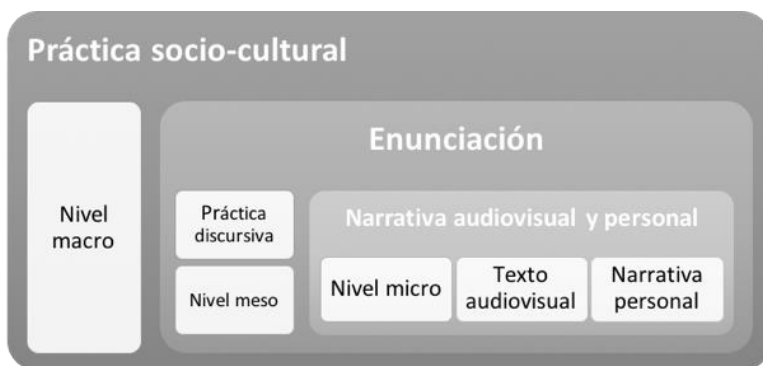 Práctica socio-cultural
Enunciación
Nivel
macro
Práctica
discursiva
Nivel meso
Narrativa audiovisual y personal
Nivel micro
Texto
audiovisual
Narrativa
personal